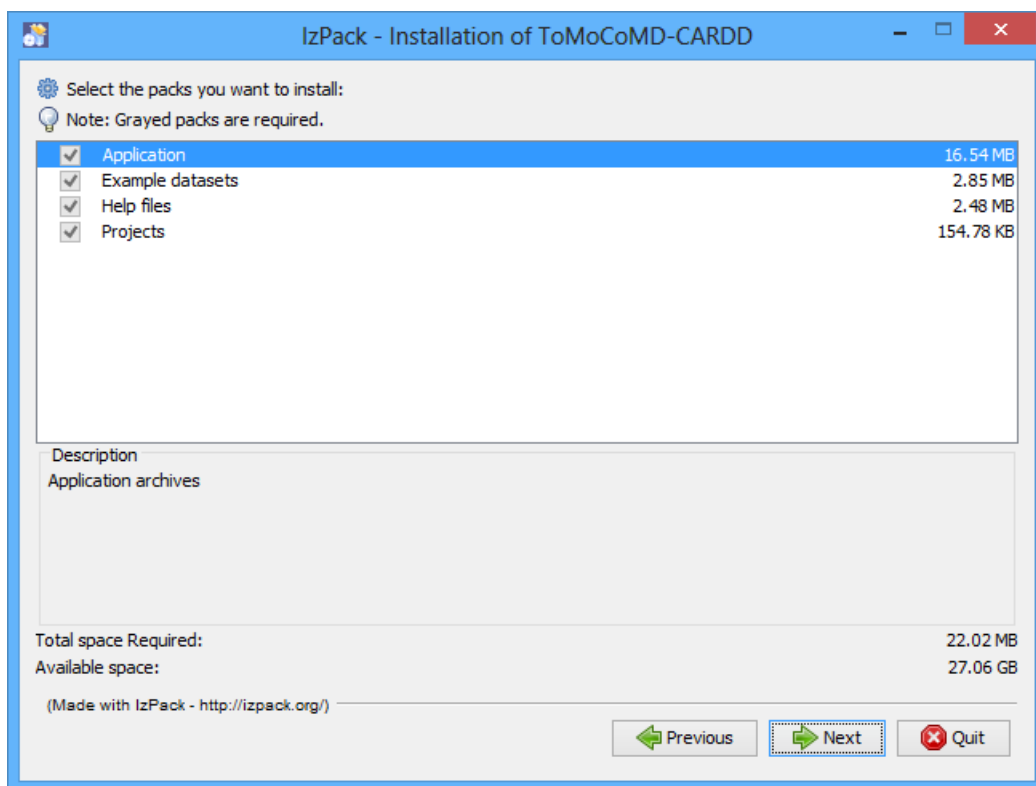 IzPack - Installation of ToMoCoMD-CARDD
Select the packs you want to install:
Note: Grayed packs are required.
Application 16.54 MB
Example datasets 2.85 MB
Help files 2.48 MB
Projects 154.78 KB
Description
Application archives
Total space Required: 22.02 MB
Available space: 27.06 GB
(Made with IzPack - http://izpack.org/)
Previous Next Quit